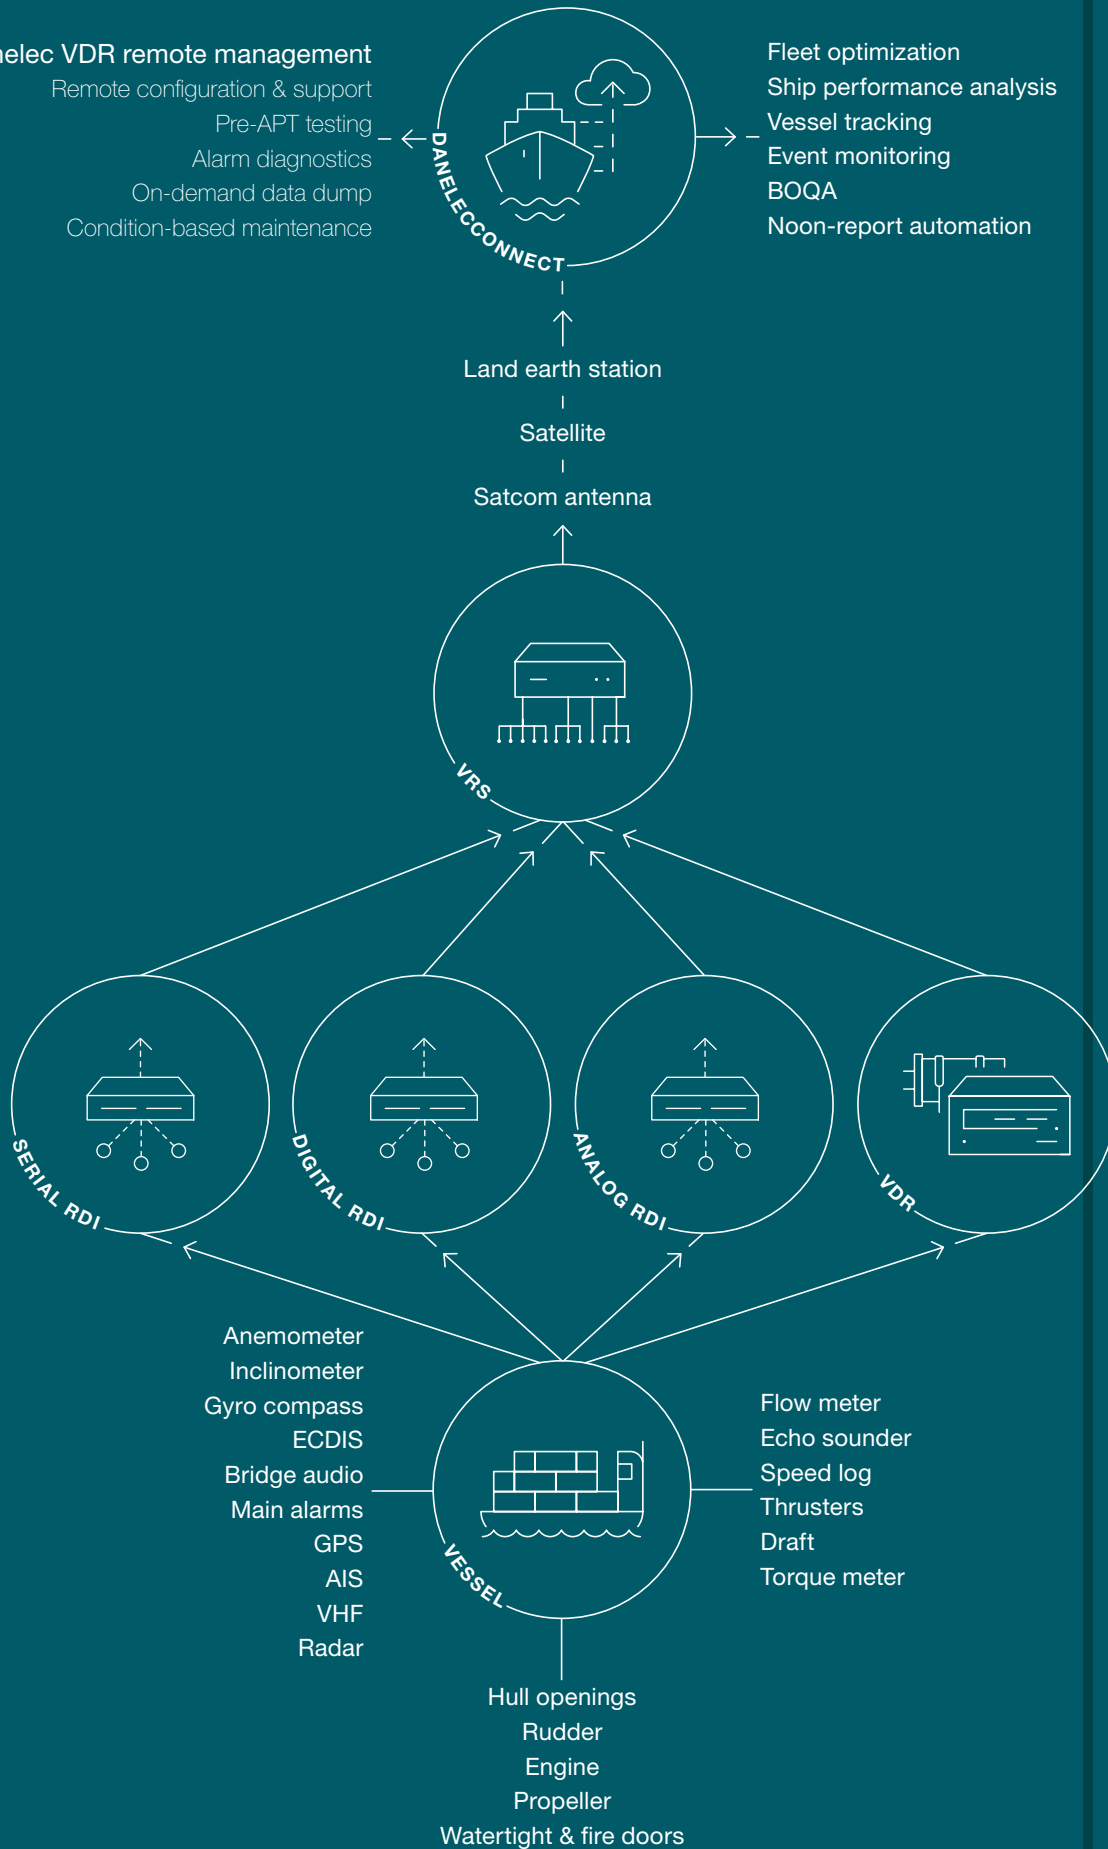 VDR remote management
Remote configuration & support
Pre-APT testing
Alarm diagnostics
On-demand data dump
Condition-based maintenance
DANELECCONNECT
Fleet optimization
Ship performance analysis
Vessel tracking
Event monitoring
BOQA
Noon-report automation
Land earth station
Satellite
Satcom antenna
VRS
SERIAL RDI
DIGITAL RDI
ANALOG RDI
VDR
Anemometer
Inclinometer
Gyro compass
ECDIS
Bridge audio
Main alarms
GPS
AIS
VHF
Radar
VESSEL
Flow meter
Echo sounder
Speed log
Thrusters
Draft
Torque meter
Hull openings
Rudder
Engine
Propeller
Watertight & fire doors